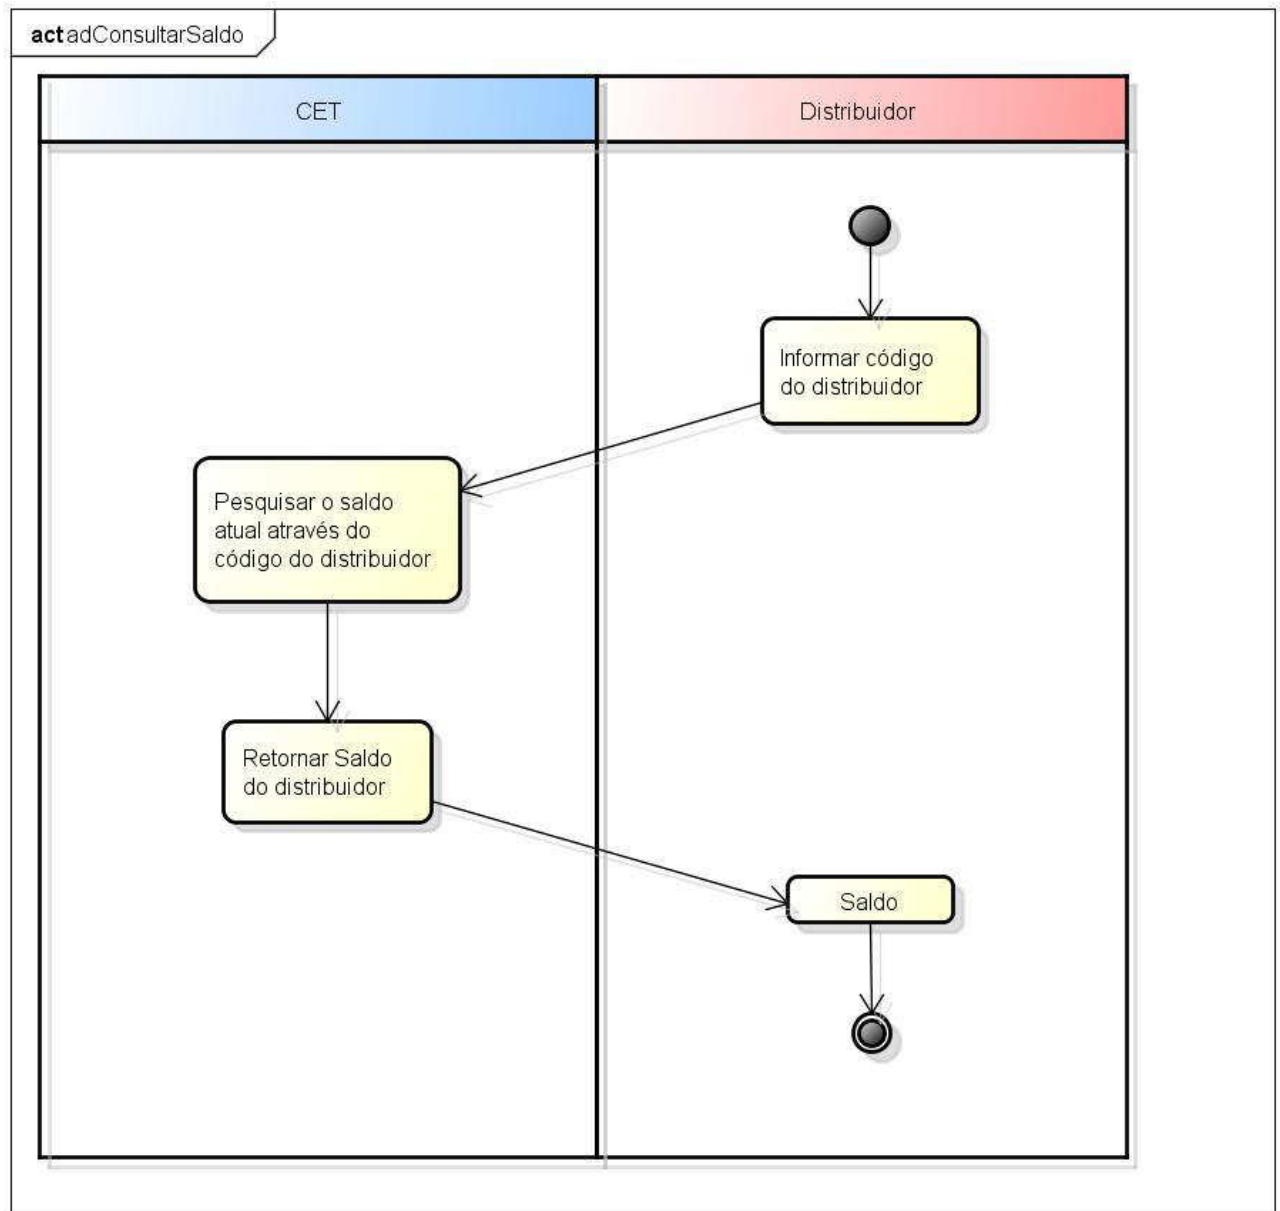 act adConsultarSaldo
CET
Distribuidor
Informar código
do distribuidor
Pesquisar o saldo
atual através do
código do distribuidor
Retornar Saldo
do distribuidor
Saldo